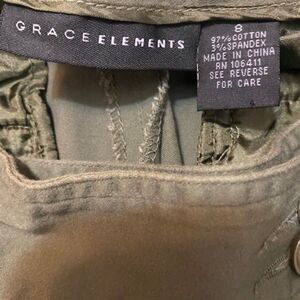 GRACE ELEMENTS
8
97% COTTON
3% SPANDEX
MADE IN CHINA
RN 106411
SEE REVERSE
FOR CARE